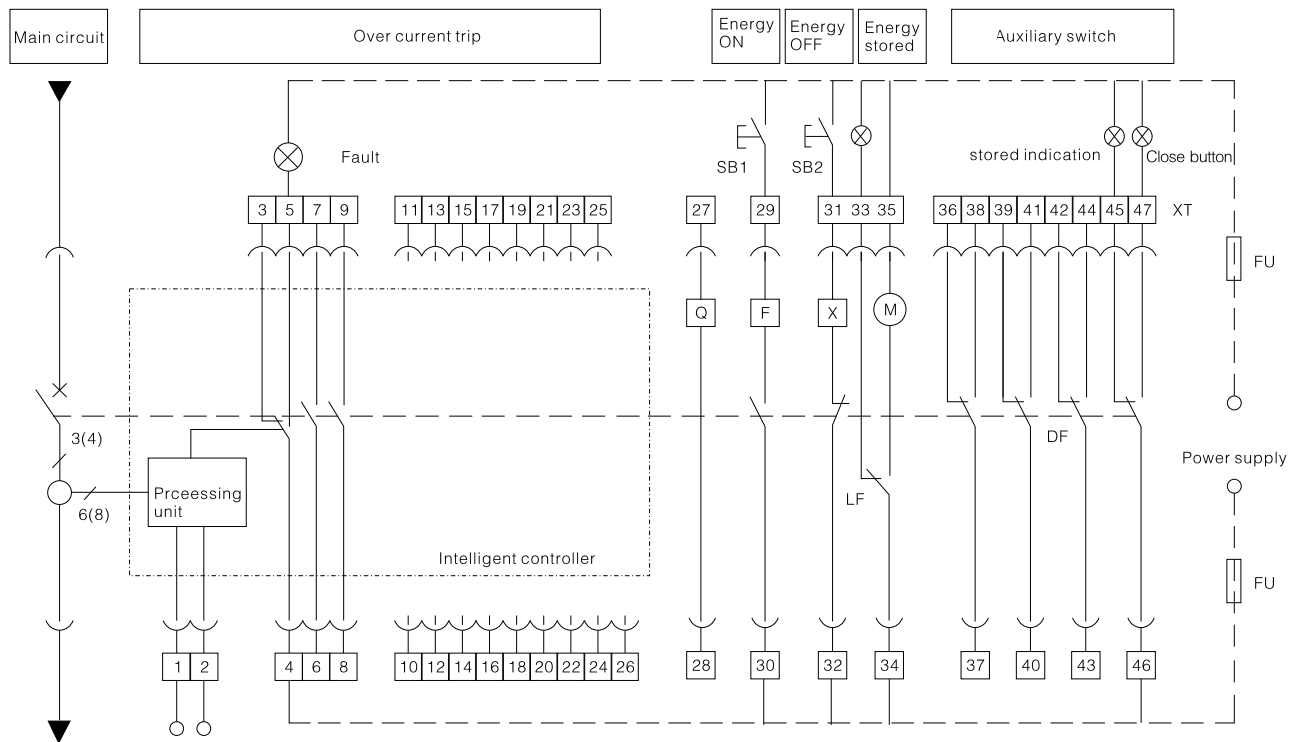 Main circuit
Over current trip
Energy
ON
Energy
OFF
Energy
stored
Auxiliary switch
Fault
SB1
SB2
stored indication
Close button
3 5 7 9
11 13 15 17 19 21 23 25
27
29
31 33 35
36 38 39 41 42 44 45 47
XT
FU
Q
F
X
M
3(4)
DF
Power supply
Prceessing
unit
6(8)
LF
Intelligent controller
FU
1 2
4 6 8
10 12 14 16 18 20 22 24 26
28
30
32
34
37
40
43
46